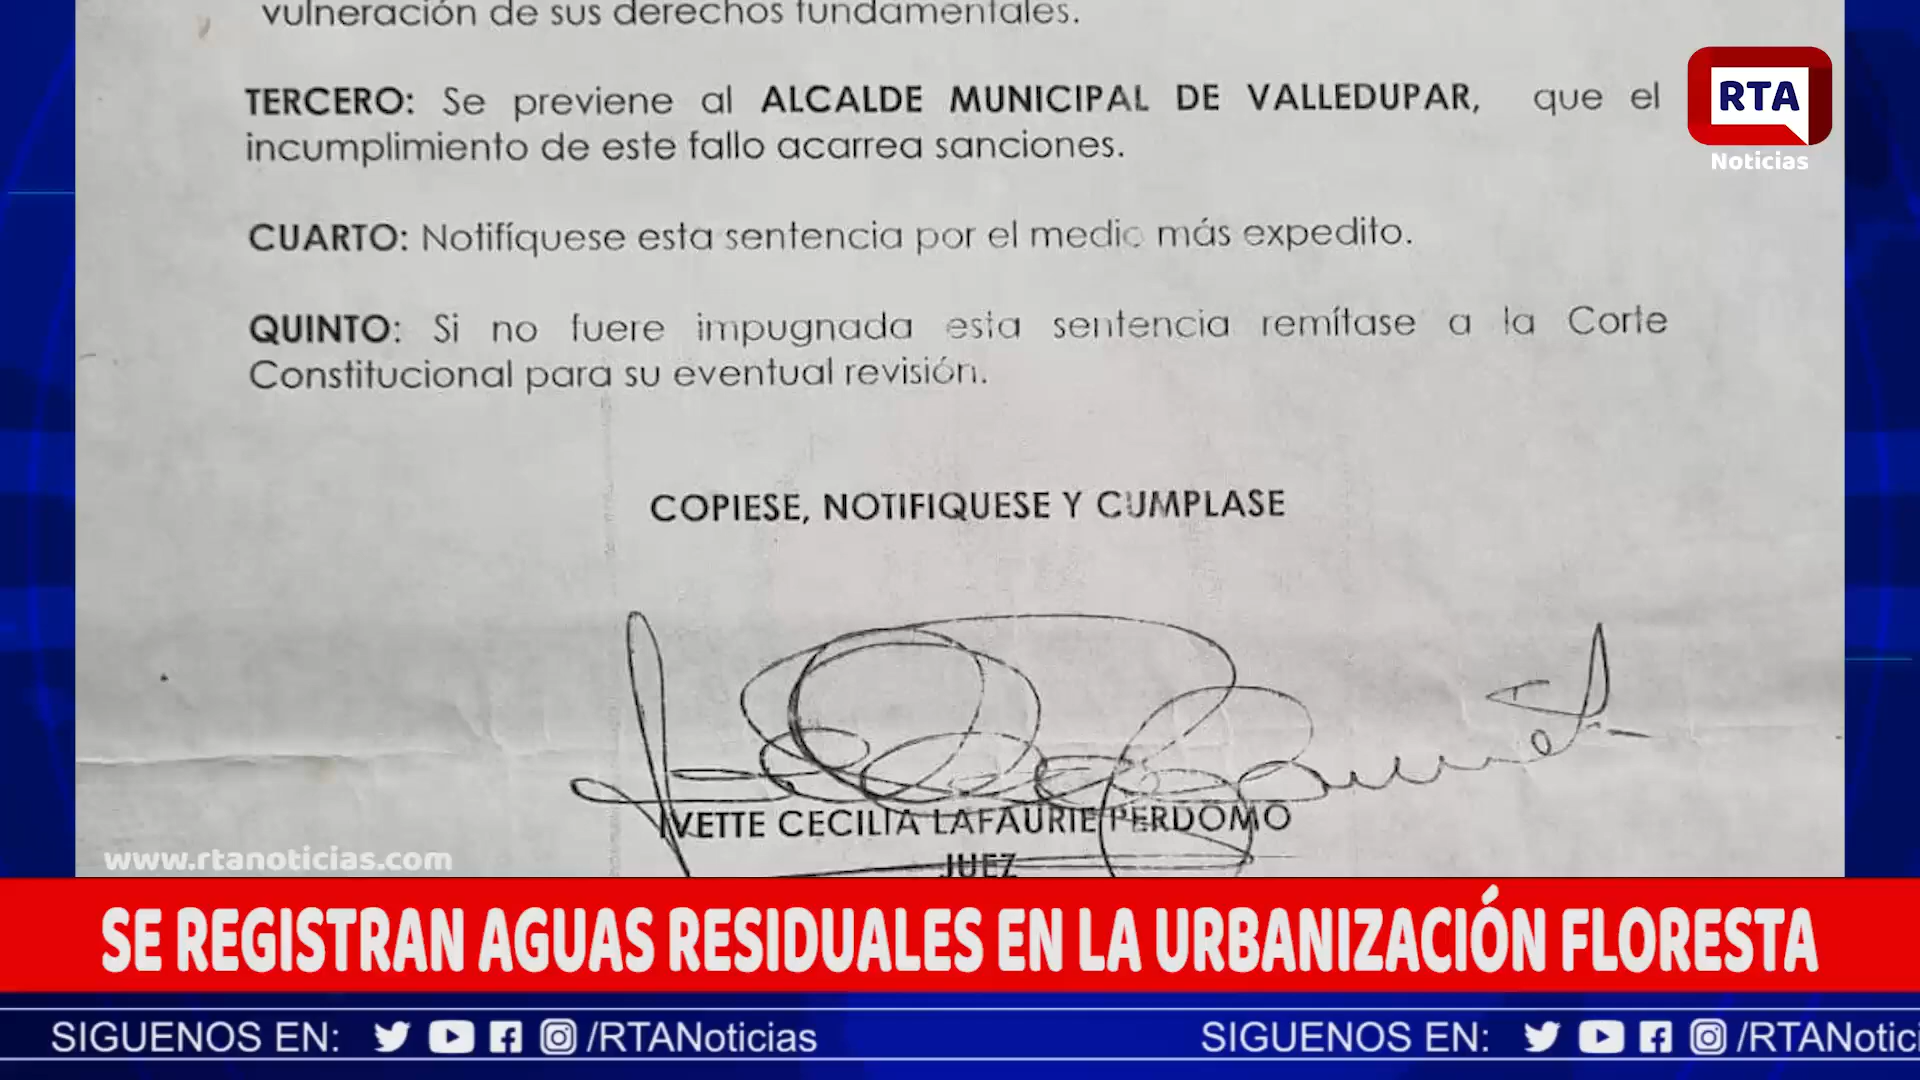 vulneración de sus derechos fundamentales.
TERCERO: Se previene al ALCALDE MUNICIPAL DE VALLEDUPAR, que el
incumplimiento de este fallo acarrea sanciones.
CUARTO: Notifíquese esta sentencia por el medio más expedito.
QUINTO: Si no fuere impugnada esta sentencia remítase a la Corte
Constitucional para su eventual revisión.
COPIESE, NOTIFIQUESE Y CUMPLASE
IVETTE CECILIA LAFAURIE PERDOMO
JUEZ
RTA
Noticias
www.rtanoticias.com
SE REGISTRAN AGUAS RESIDUALES EN LA URBANIZACIÓN FLORESTA
SIGUENOS EN: /RTANoticias SIGUENOS EN: /RTANotic